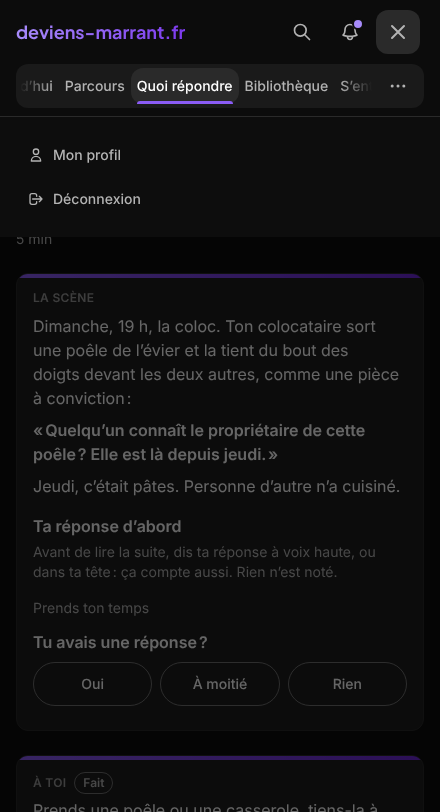 deviens-marrant.fr
d'hui Parcours Quoi répondre Bibliothèque S'en
Mon profil
Déconnexion
5 min
LA SCÈNE
Dimanche, 19 h, la coloc. Ton colocataire sort
une poêle de l'évier et la tient du bout des
doigts devant les deux autres, comme une pièce
à conviction :
« Quelqu'un connaît le propriétaire de cette
poêle ? Elle est là depuis jeudi. »
Jeudi, c'était pâtes. Personne d'autre n'a cuisiné.
Ta réponse d'abord
Avant de lire la suite, dis ta réponse à voix haute, ou
dans ta tête : ça compte aussi. Rien n'est noté.
Prends ton temps
Tu avais une réponse ?
Oui À moitié Rien
À TOI Fait
Prends une poêle ou une casserole, tiens-la à